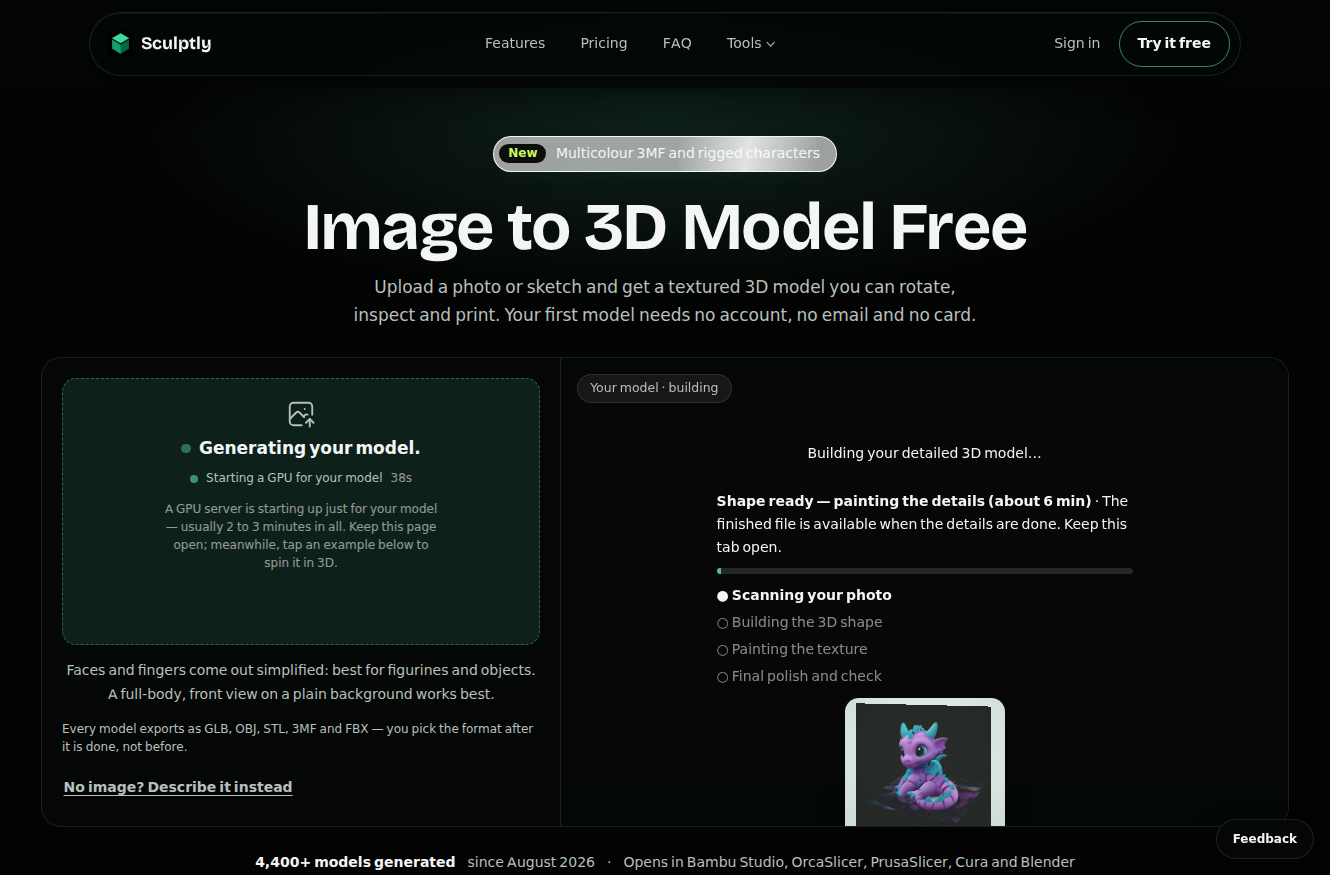 Sculptly
Features
Pricing
FAQ
Tools
Sign in
Try it free
New
Multicolour 3MF and rigged characters
Image to 3D Model Free
Upload a photo or sketch and get a textured 3D model you can rotate,
inspect and print. Your first model needs no account, no email and no card.
Generating your model.
Starting a GPU for your model 38s
A GPU server is starting up just for your model
— usually 2 to 3 minutes in all. Keep this page
open; meanwhile, tap an example below to
spin it in 3D.
Faces and fingers come out simplified: best for figurines and objects.
A full-body, front view on a plain background works best.
Every model exports as GLB, OBJ, STL, 3MF and FBX — you pick the format after
it is done, not before.
No image? Describe it instead
Your model · building
Building your detailed 3D model…
Shape ready — painting the details (about 6 min) · The
finished file is available when the details are done. Keep this
tab open.
Scanning your photo
Building the 3D shape
Painting the texture
Final polish and check
4,400+ models generated since August 2026 · Opens in Bambu Studio, OrcaSlicer, PrusaSlicer, Cura and Blender
Feedback